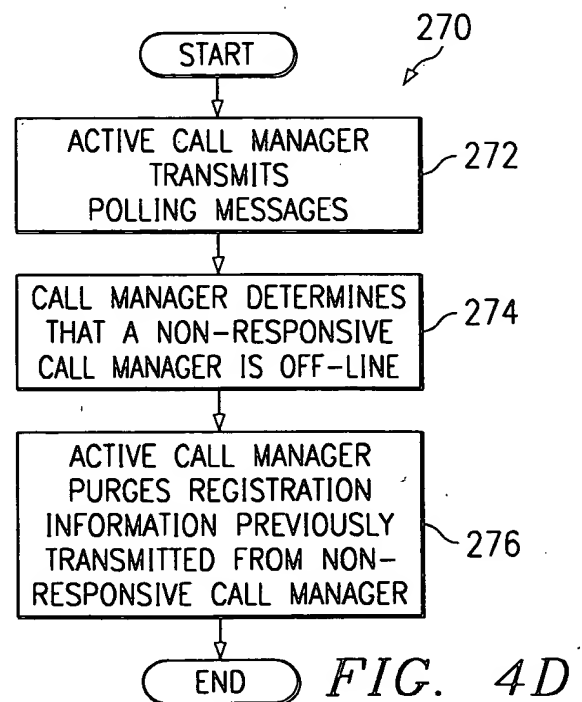 270
START
ACTIVE CALL MANAGER
TRANSMITS
POLLING MESSAGES
272
CALL MANAGER DETERMINES
THAT A NON-RESPONSIVE
CALL MANAGER IS OFF-LINE
274
ACTIVE CALL MANAGER
PURGES REGISTRATION
INFORMATION PREVIOUSLY
TRANSMITTED FROM NON-
RESPONSIVE CALL MANAGER
276
END
FIG. 4D